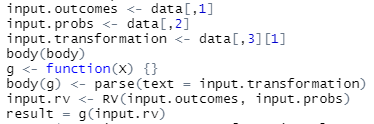 input.outcomes <- data[,1]
input.probs <- data[,2]
input.transformation <- data[,3][1]
body(body)
g <- function(x) {}
body(g) <- parse(text = input.transformation)
input.rv <- RV(input.outcomes, input.probs)
result = g(input.rv)